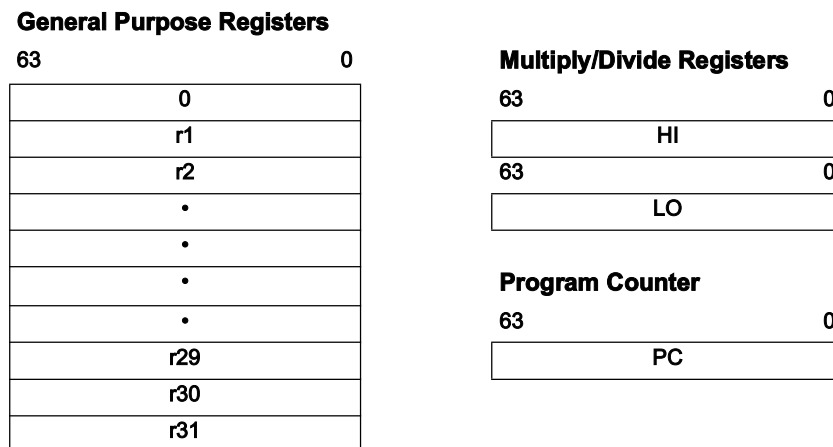 General Purpose Registers
63 0
0
r1
r2
•
•
•
•
r29
r30
r31
Multiply/Divide Registers
63 0
HI
63 0
LO
Program Counter
63 0
PC